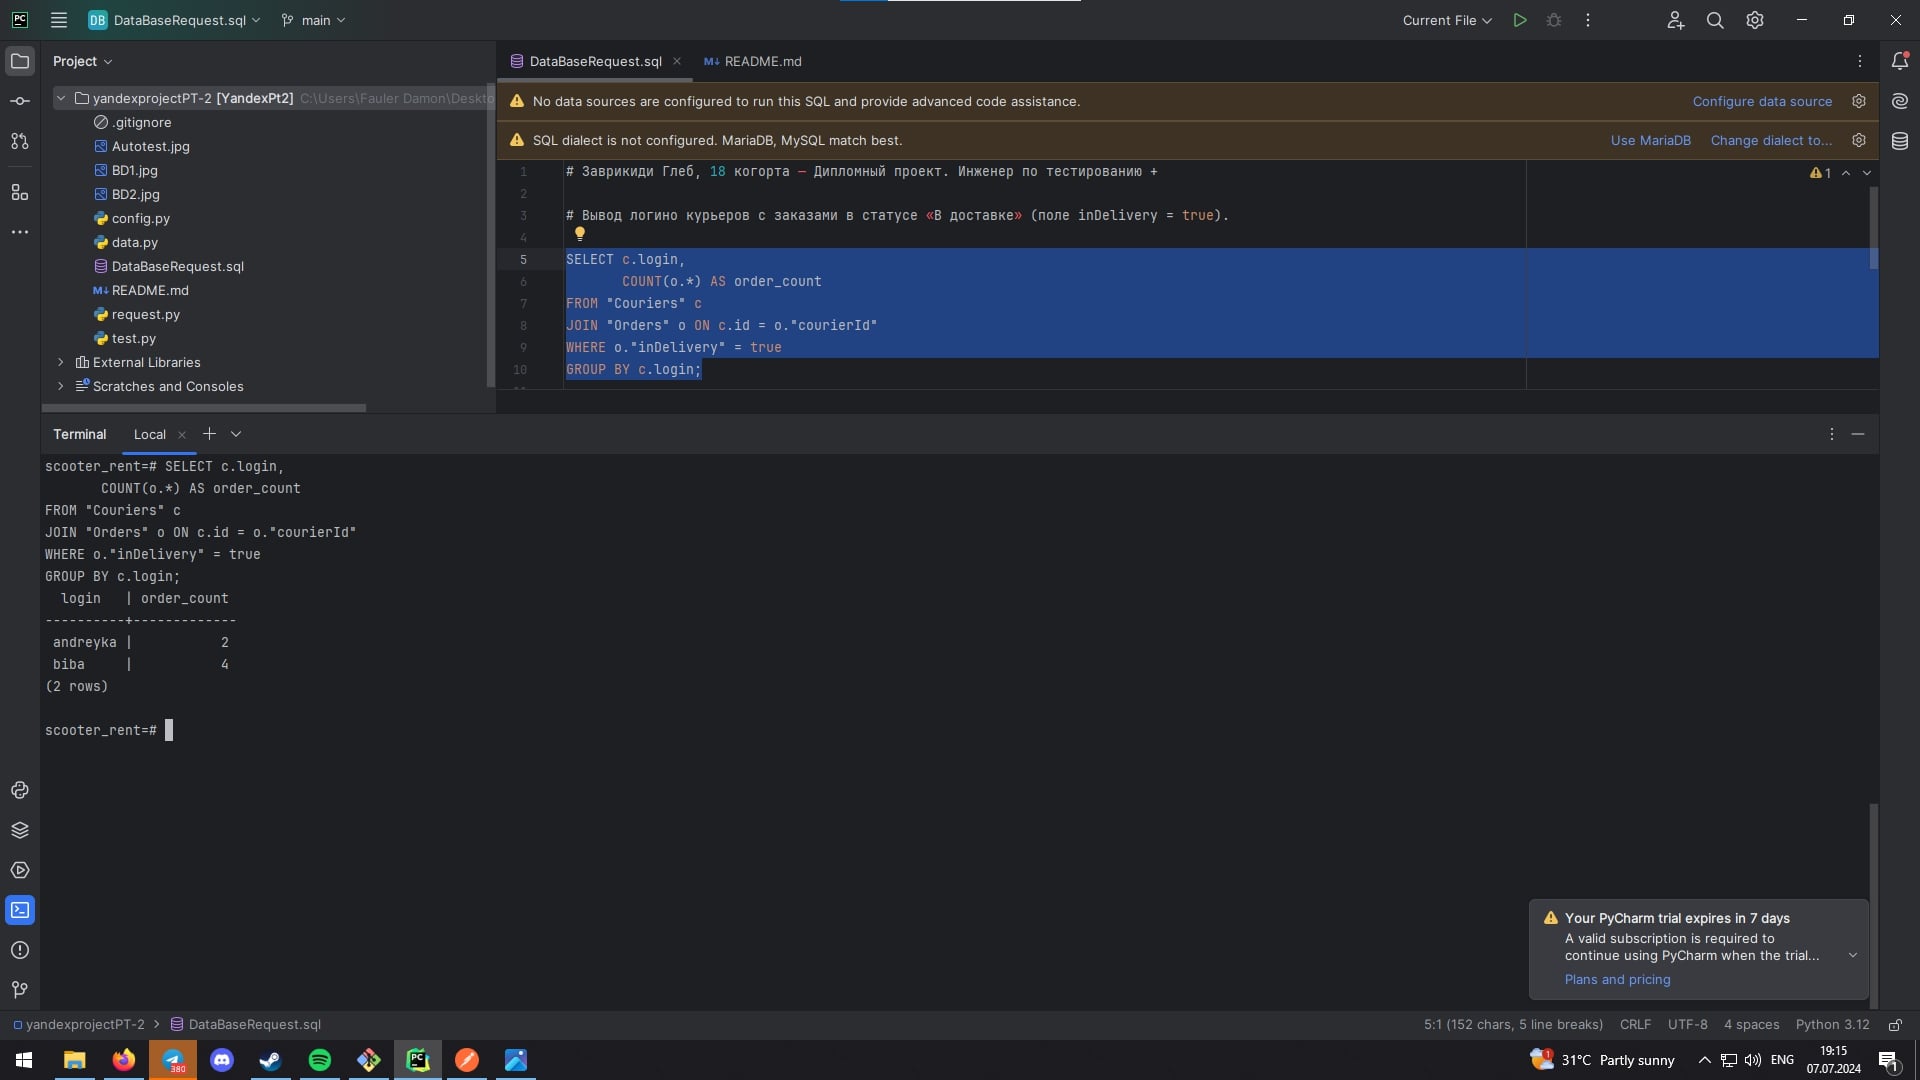 PC
DB DataBaseRequest.sql main Current File
Project
DataBaseRequest.sql README.md
yandexprojectPT-2 [YandexPt2] C:\Users\Fauler Damon\Deskto
.gitignore
Autotest.jpg
BD1.jpg
BD2.jpg
config.py
data.py
DataBaseRequest.sql
README.md
request.py
test.py
External Libraries
Scratches and Consoles
No data sources are configured to run this SQL and provide advanced code assistance. Configure data source
SQL dialect is not configured. MariaDB, MySQL match best. Use MariaDB Change dialect to...
1 # Заврикиди Глеб, 18 когорта — Дипломный проект. Инженер по тестированию + 1
2
3 # Вывод логино курьеров с заказами в статусе «В доставке» (поле inDelivery = true).
4
5 SELECT c.login,
6 COUNT(o.*) AS order_count
7 FROM "Couriers" c
8 JOIN "Orders" o ON c.id = o."courierId"
9 WHERE o."inDelivery" = true
10 GROUP BY c.login;
Terminal Local
scooter_rent=# SELECT c.login,
COUNT(o.*) AS order_count
FROM "Couriers" c
JOIN "Orders" o ON c.id = o."courierId"
WHERE o."inDelivery" = true
GROUP BY c.login;
login | order_count
----------+-------------
andreyka | 2
biba | 4
(2 rows)
scooter_rent=#
Your PyCharm trial expires in 7 days
A valid subscription is required to
continue using PyCharm when the trial...
Plans and pricing
yandexprojectPT-2 > DataBaseRequest.sql 5:1 (152 chars, 5 line breaks) CRLF UTF-8 4 spaces Python 3.12
380 PC 1 31°C Partly sunny ENG 19:15 1
07.07.2024